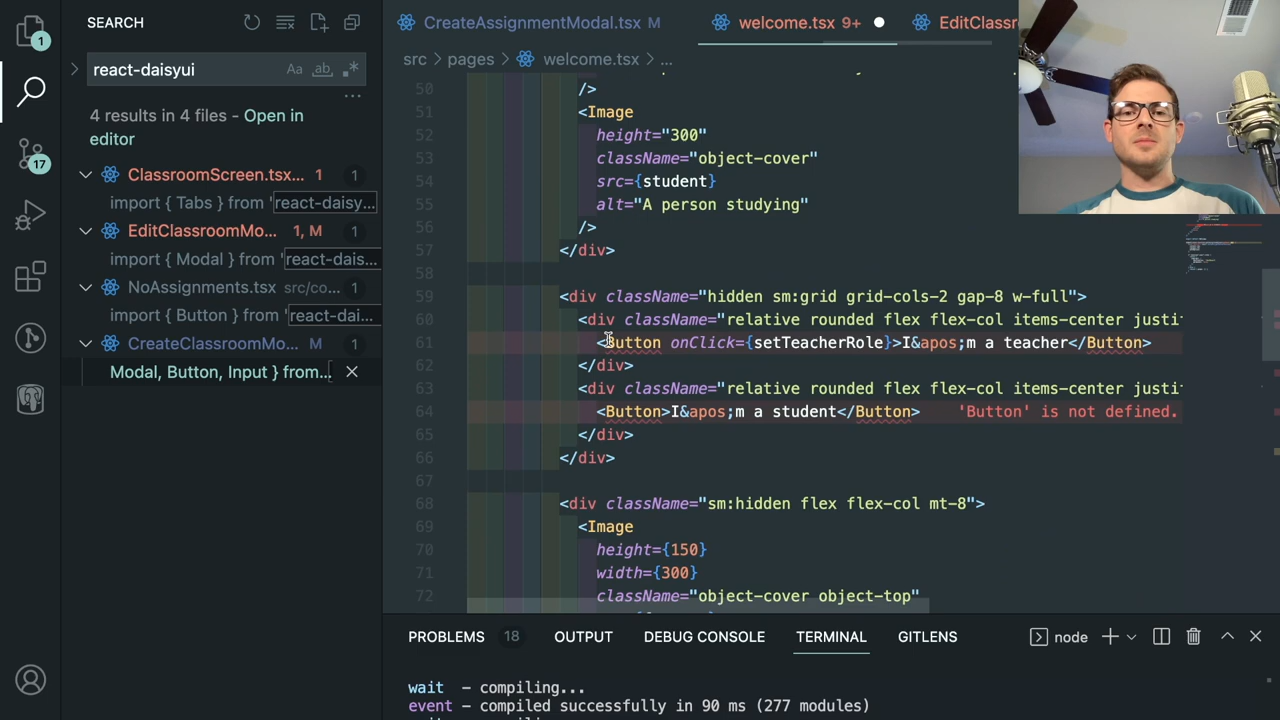 SEARCH
react-daisyui
Aa ab .*
4 results in 4 files - Open in
editor
ClassroomScreen.tsx... 1 1
import { Tabs } from 'react-daisy...
EditClassroomMo... 1, M 1
import { Modal } from 'react-dais...
NoAssignments.tsx src/co... 1
import { Button } from 'react-dai...
CreateClassroomMo... M 1
Modal, Button, Input } from...
1
17
CreateAssignmentModal.tsx M
welcome.tsx 9+
EditClassr
src > pages > welcome.tsx > ...
50 />
51 <Image
52 height="300"
53 className="object-cover"
54 src={student}
55 alt="A person studying"
56 />
57 </div>
58
59 <div className="hidden sm:grid grid-cols-2 gap-8 w-full">
60 <div className="relative rounded flex flex-col items-center justi
61 <Button onClick={setTeacherRole}>I&apos;m a teacher</Button>
62 </div>
63 <div className="relative rounded flex flex-col items-center justi
64 <Button>I&apos;m a student</Button> 'Button' is not defined.
65 </div>
66 </div>
67
68 <div className="sm:hidden flex flex-col mt-8">
69 <Image
70 height={150}
71 width={300}
72 className="object-cover object-top"
PROBLEMS 18 OUTPUT DEBUG CONSOLE TERMINAL GITLENS node
wait - compiling...
event - compiled successfully in 90 ms (277 modules)